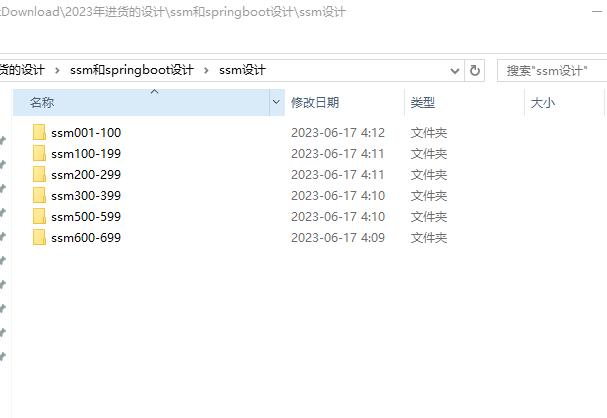 Download\2023年进货的设计\ssm和springboot设计\ssm设计
货的设计 > ssm和springboot设计 > ssm设计
搜索"ssm设计"
名称 修改日期 类型 大小
ssm001-100 2023-06-17 4:12 文件夹
ssm100-199 2023-06-17 4:11 文件夹
ssm200-299 2023-06-17 4:11 文件夹
ssm300-399 2023-06-17 4:10 文件夹
ssm500-599 2023-06-17 4:10 文件夹
ssm600-699 2023-06-17 4:09 文件夹